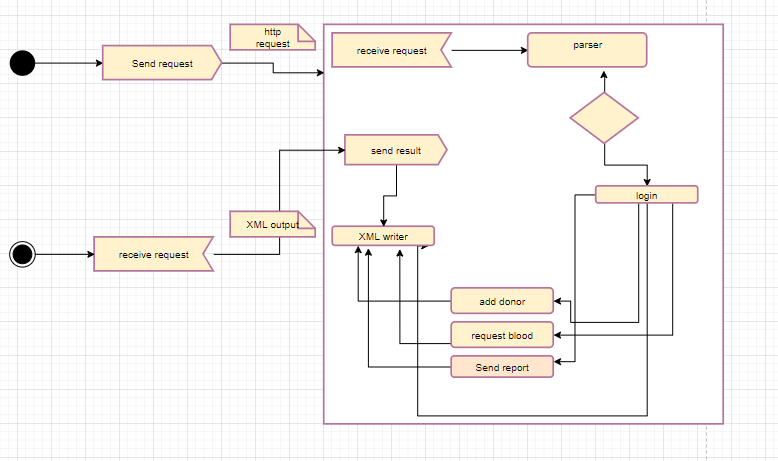 http
request
receive request
parser
Send request
send result
login
XML output
XML writer
receive request
add donor
request blood
Send report